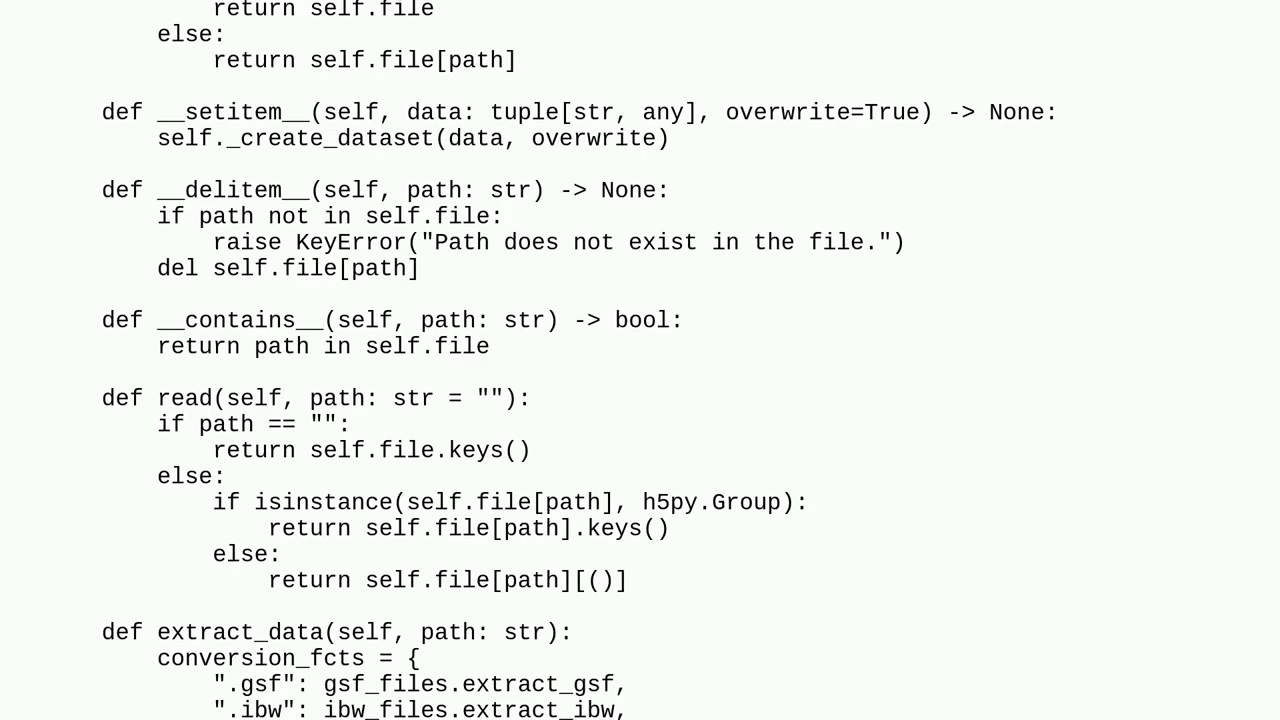 return self.file
    else:
        return self.file[path]

def __setitem__(self, data: tuple[str, any], overwrite=True) -> None:
    self._create_dataset(data, overwrite)

def __delitem__(self, path: str) -> None:
    if path not in self.file:
        raise KeyError("Path does not exist in the file.")
    del self.file[path]

def __contains__(self, path: str) -> bool:
    return path in self.file

def read(self, path: str = ""):
    if path == "":
        return self.file.keys()
    else:
        if isinstance(self.file[path], h5py.Group):
            return self.file[path].keys()
        else:
            return self.file[path][()]

def extract_data(self, path: str):
    conversion_fcts = {
        ".gsf": gsf_files.extract_gsf,
        ".ibw": ibw_files.extract_ibw,